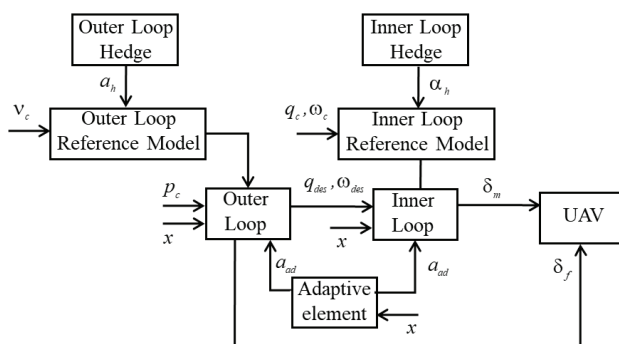 Outer Loop
Hedge
Inner Loop
Hedge
a_h
α_h
ν_c
Outer Loop
Reference Model
q_c, ω_c
Inner Loop
Reference Model
p_c
x
Outer
Loop
q_des, ω_des
x
Inner
Loop
δ_m
UAV
a_ad
a_ad
δ_f
Adaptive
element
x